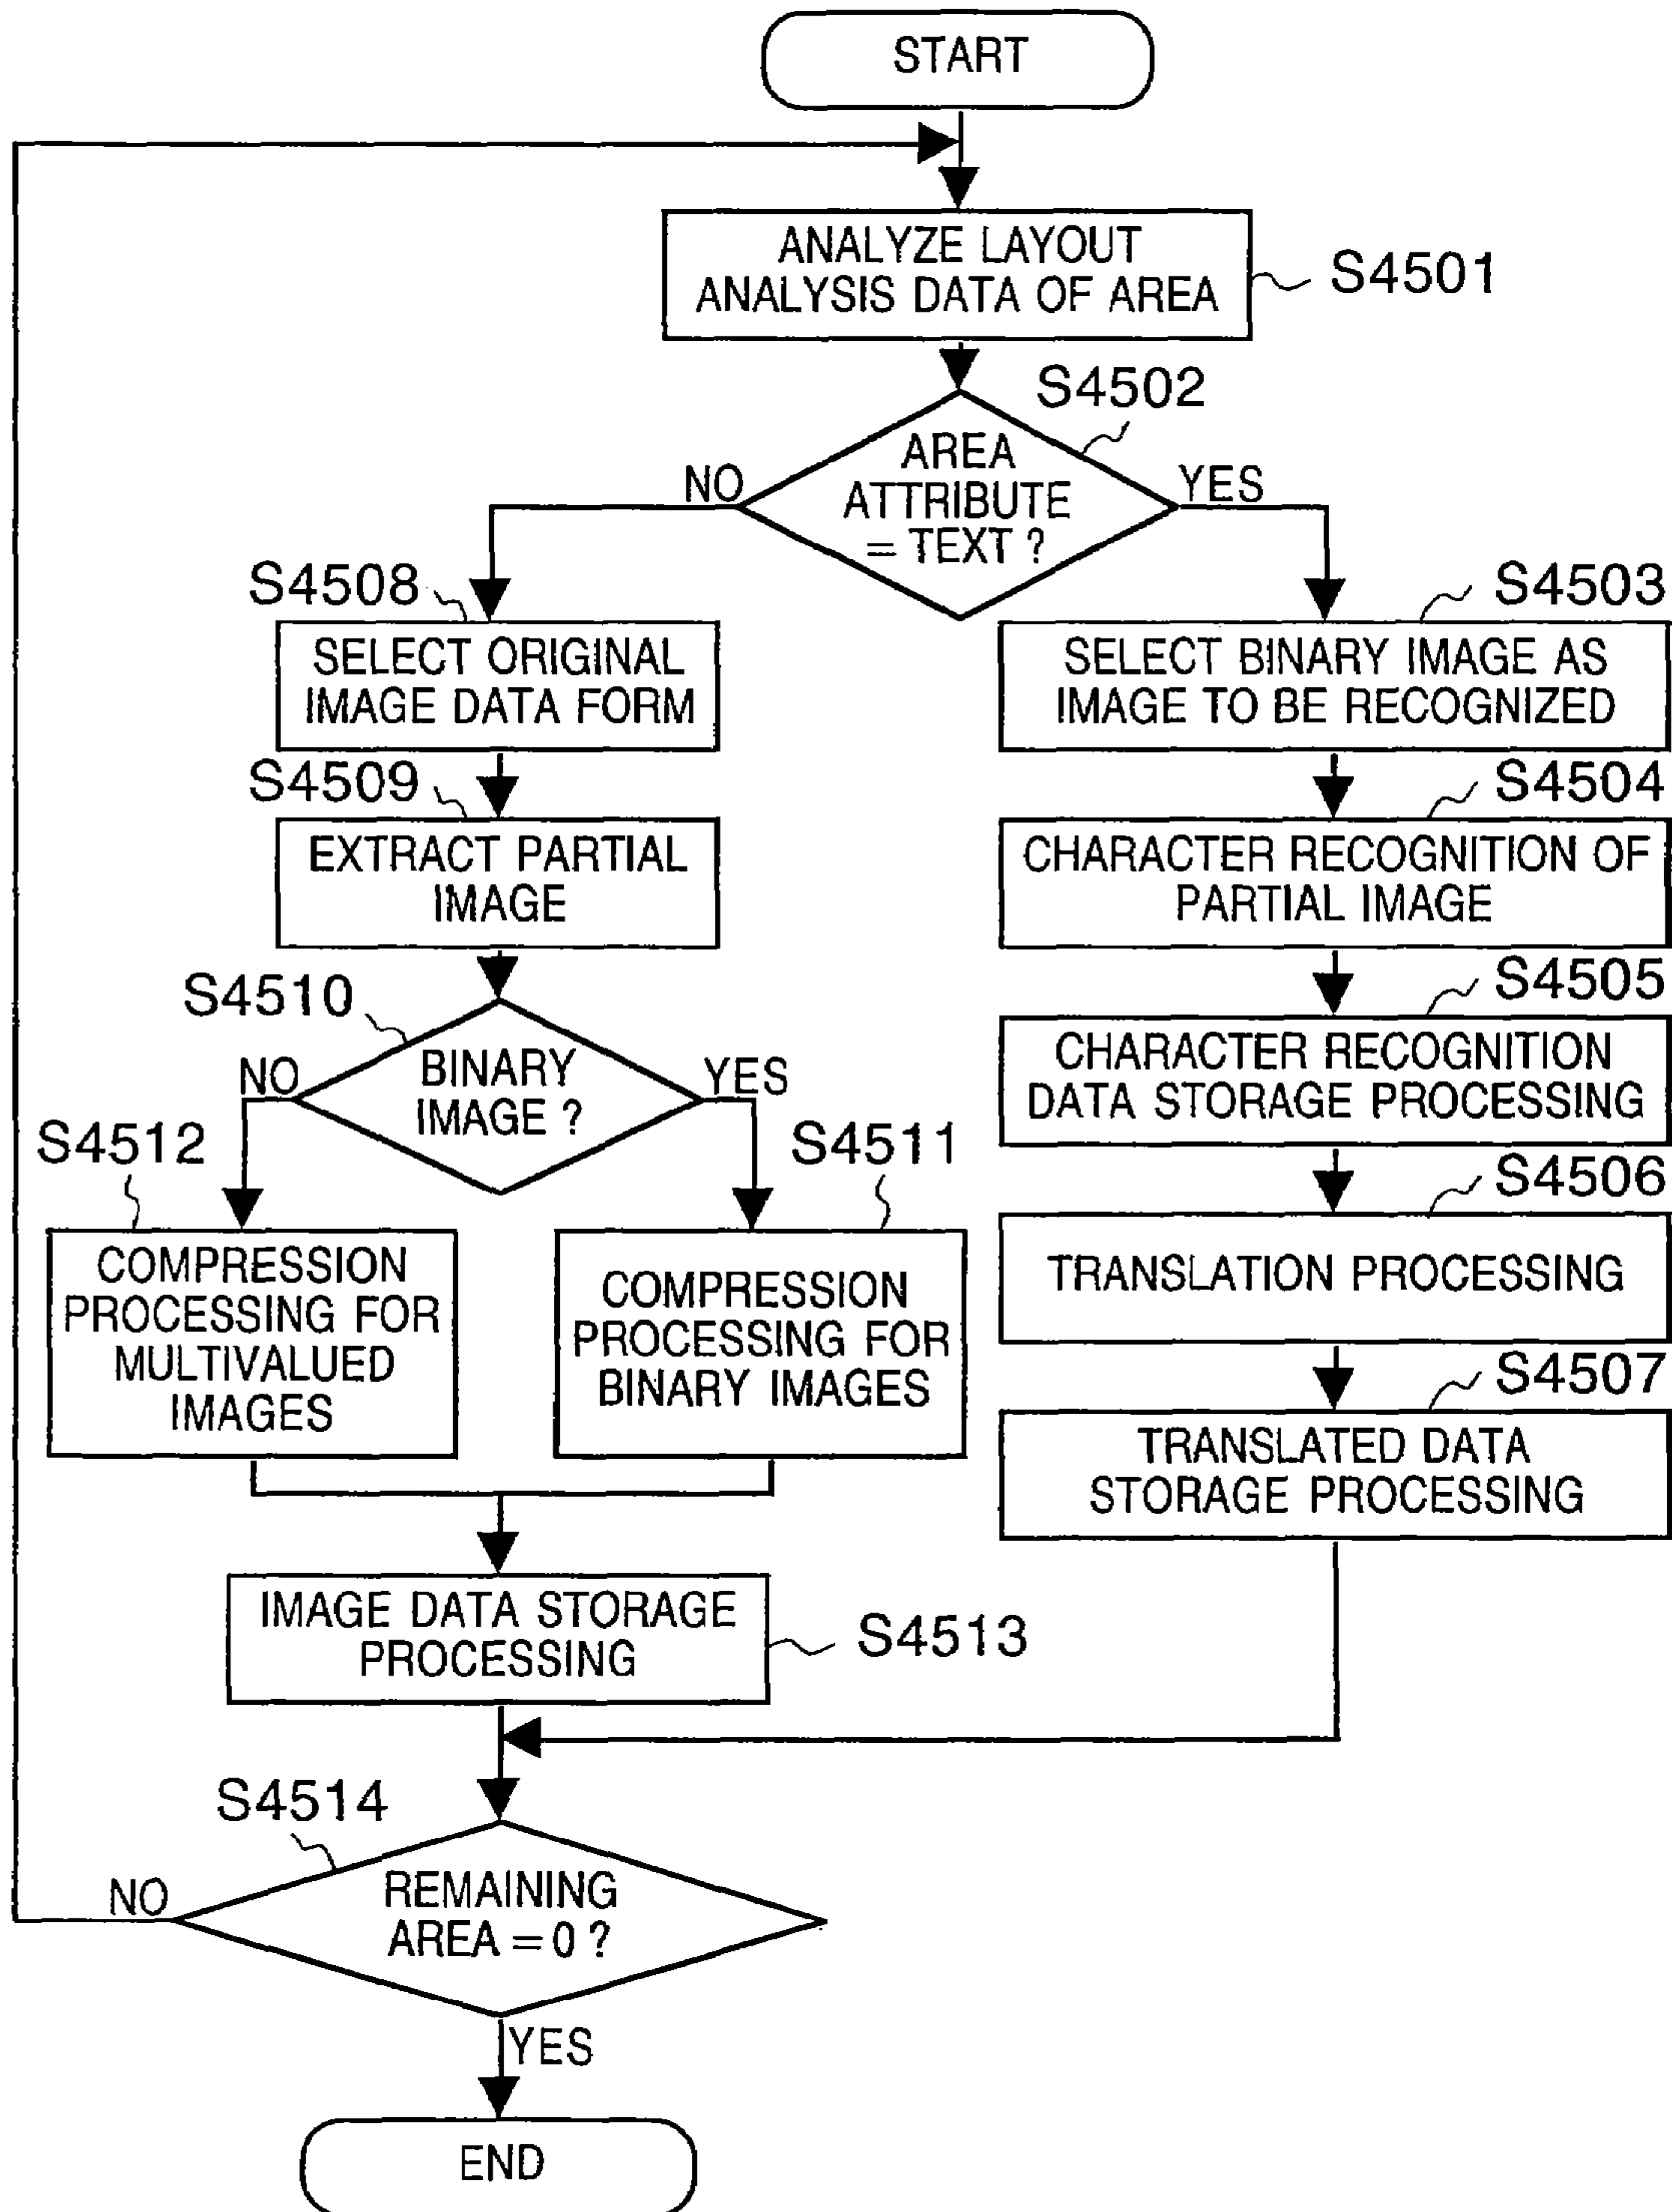 START
ANALYZE LAYOUT
ANALYSIS DATA OF AREA
S4501
S4502
AREA
ATTRIBUTE
= TEXT ?
NO
YES
S4508
SELECT ORIGINAL
IMAGE DATA FORM
S4503
SELECT BINARY IMAGE AS
IMAGE TO BE RECOGNIZED
S4509
EXTRACT PARTIAL
IMAGE
S4504
CHARACTER RECOGNITION OF
PARTIAL IMAGE
S4510
BINARY
IMAGE ?
NO
YES
S4505
CHARACTER RECOGNITION
DATA STORAGE PROCESSING
S4512
COMPRESSION
PROCESSING FOR
MULTIVALUED
IMAGES
S4511
COMPRESSION
PROCESSING FOR
BINARY IMAGES
S4506
TRANSLATION PROCESSING
S4507
TRANSLATED DATA
STORAGE PROCESSING
IMAGE DATA STORAGE
PROCESSING
S4513
S4514
REMAINING
AREA = 0 ?
NO
YES
END